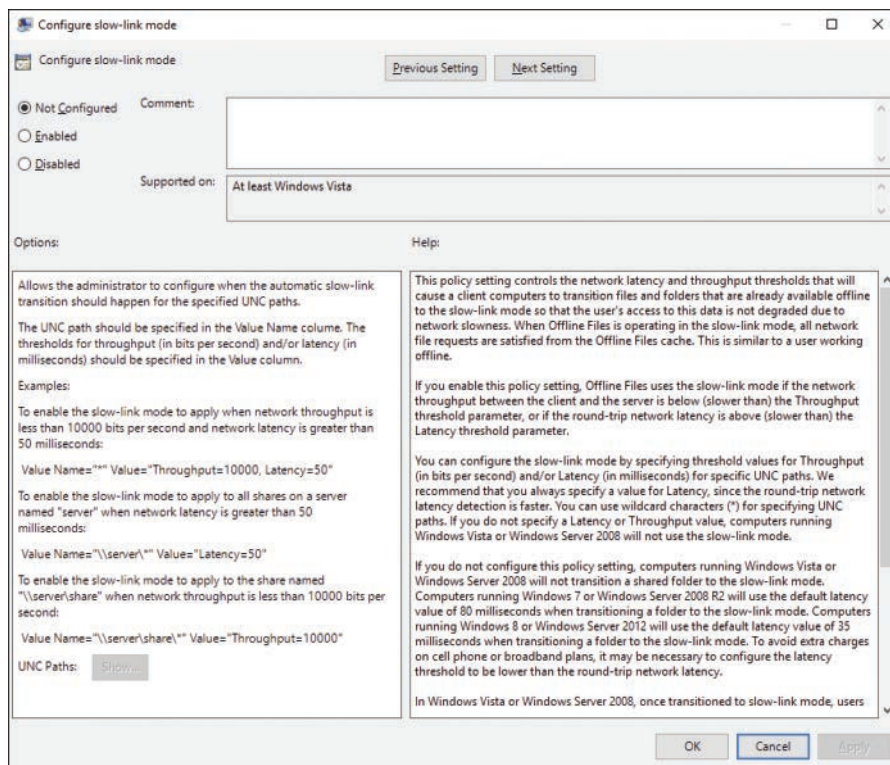 Configure slow-link mode
Configure slow-link mode
Previous Setting
Next Setting
Not Configured
Enabled
Disabled
Comment:
Supported on:
At least Windows Vista
Options:
Help:
Allows the administrator to configure when the automatic slow-link
transition should happen for the specified UNC paths.
The UNC path should be specified in the Value Name colume. The
thresholds for throughput (in bits per second) and/or latency (in
milliseconds) should be specified in the Value column.
Examples:
To enable the slow-link mode to apply when network throughput is
less than 10000 bits per second and network latency is greater than
50 milliseconds:
Value Name="*" Value="Throughput=10000, Latency=50"
To enable the slow-link mode to apply to all shares on a server
named "server" when network latency is greater than 50
milliseconds:
Value Name="\\server\*" Value="Latency=50"
To enable the slow-link mode to apply to the share named
"\\server\share" when network throughput is less than 10000 bits per
second:
Value Name="\\server\share\*" Value="Throughput=10000"
UNC Paths:
Show...
This policy setting controls the network latency and throughput thresholds that will
cause a client computers to transition files and folders that are already available offline
to the slow-link mode so that the user's access to this data is not degraded due to
network slowness. When Offline Files is operating in the slow-link mode, all network
file requests are satisfied from the Offline Files cache. This is similar to a user working
offline.
If you enable this policy setting, Offline Files uses the slow-link mode if the network
throughput between the client and the server is below (slower than) the Throughput
threshold parameter, or if the round-trip network latency is above (slower than) the
Latency threshold parameter.
You can configure the slow-link mode by specifying threshold values for Throughput
(in bits per second) and/or Latency (in milliseconds) for specific UNC paths. We
recommend that you always specify a value for Latency, since the round-trip network
latency detection is faster. You can use wildcard characters (*) for specifying UNC
paths. If you do not specify a Latency or Throughput value, computers running
Windows Vista or Windows Server 2008 will not use the slow-link mode.
If you do not configure this policy setting, computers running Windows Vista or
Windows Server 2008 will not transition a shared folder to the slow-link mode.
Computers running Windows 7 or Windows Server 2008 R2 will use the default latency
value of 80 milliseconds when transitioning a folder to the slow-link mode. Computers
running Windows 8 or Windows Server 2012 will use the default latency value of 35
milliseconds when transitioning a folder to the slow-link mode. To avoid extra charges
on cell phone or broadband plans, it may be necessary to configure the latency
threshold to be lower than the round-trip network latency.
In Windows Vista or Windows Server 2008, once transitioned to slow-link mode, users
OK
Cancel
Apply